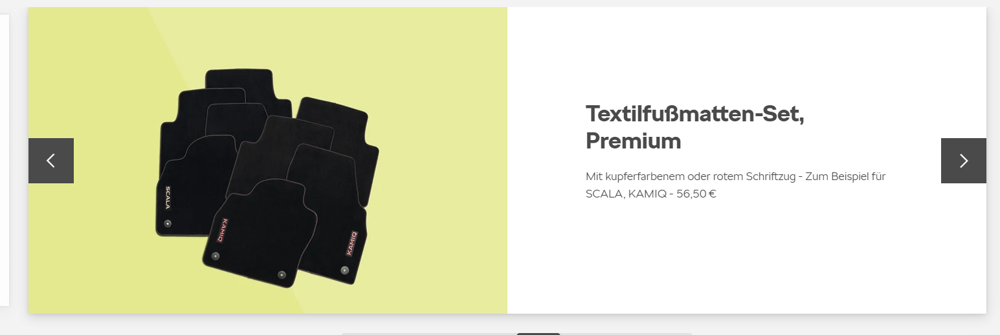 SCALA
KAMIQ
KAMIQ
Textilfußmatten-Set,
Premium
Mit kupferfarbenem oder rotem Schriftzug - Zum Beispiel für
SCALA, KAMIQ - 56,50 €